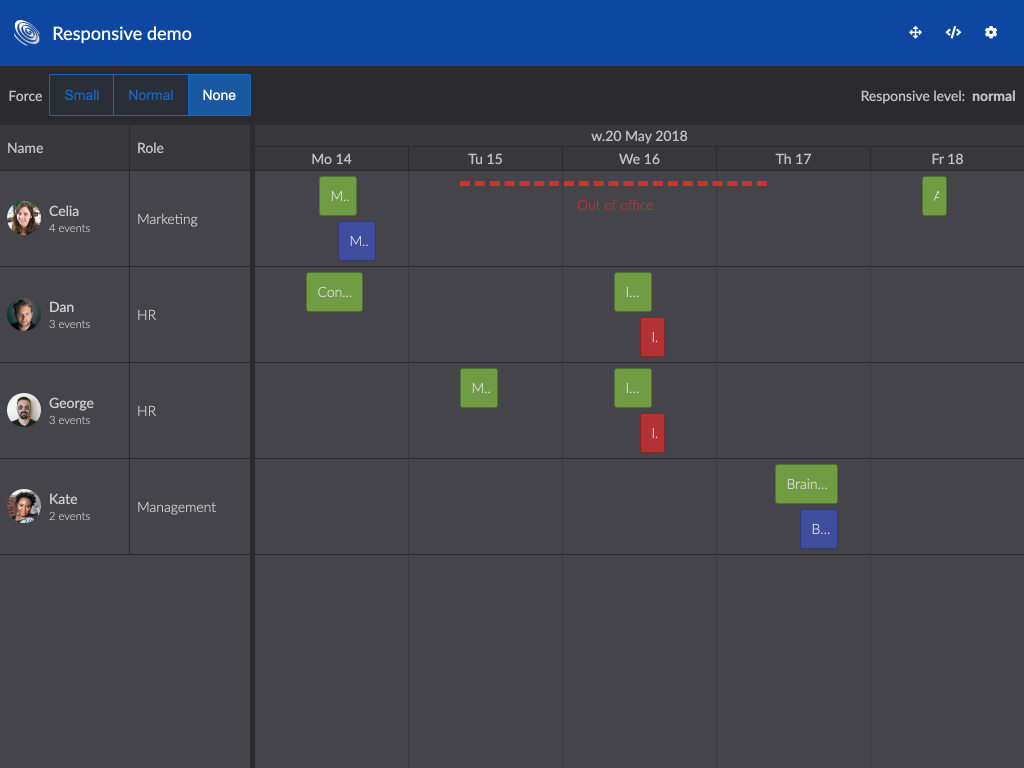 Responsive demo
Force Small Normal None
Responsive level: normal
Name Role
w.20 May 2018
Mo 14 Tu 15 We 16 Th 17 Fr 18
Celia
4 events
Marketing
M..
M..
Out of office
Dan
3 events
HR
Con...
I...
I.
George
3 events
HR
M..
I...
I.
Kate
2 events
Management
Brain...
B...